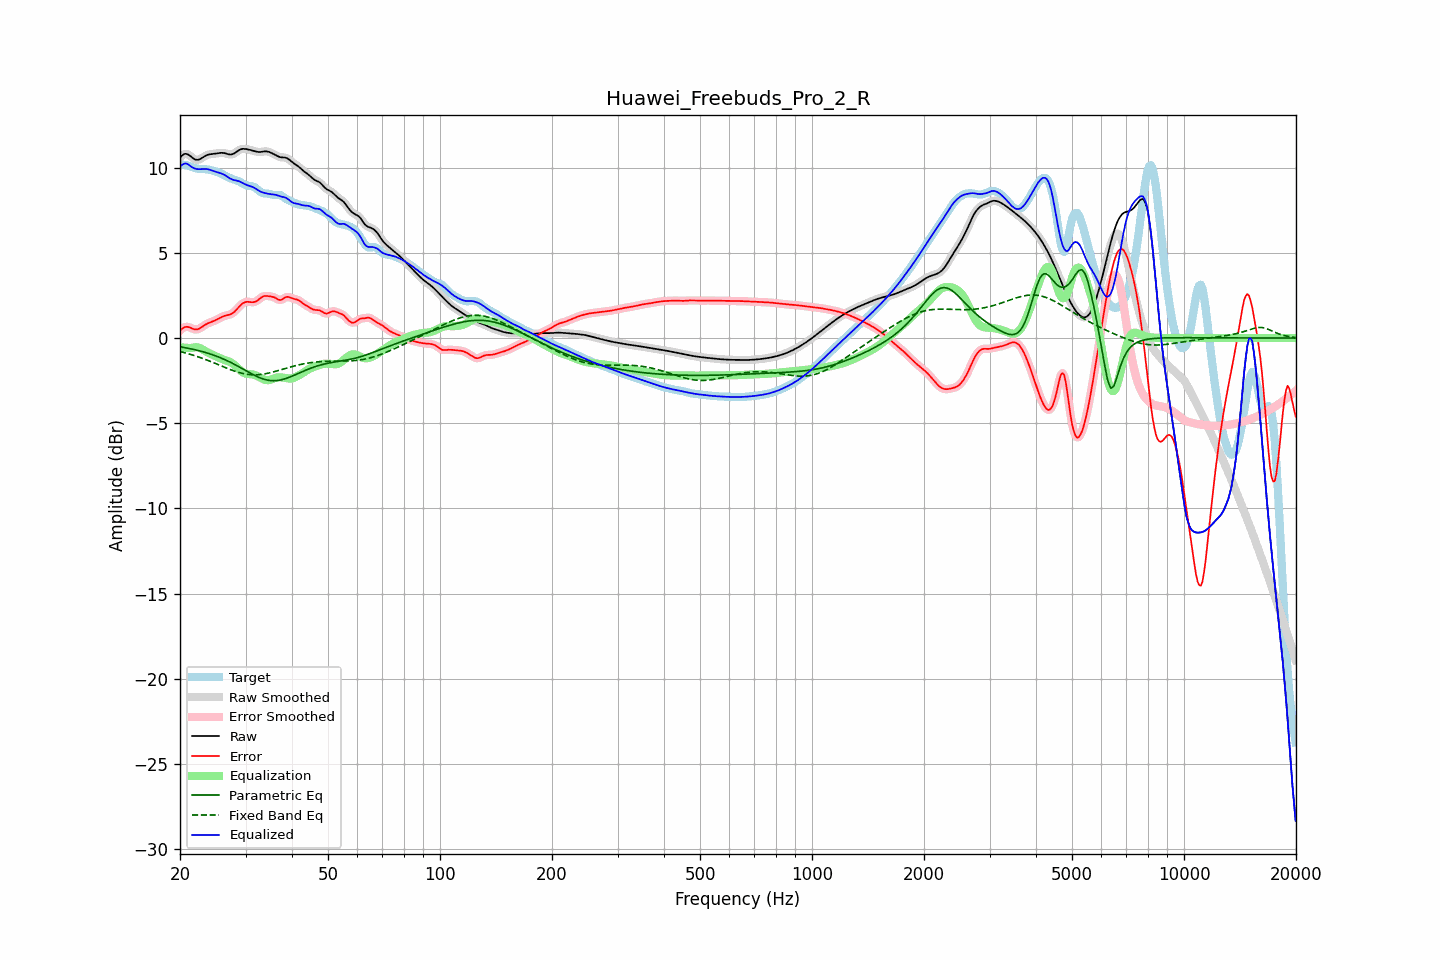 Huawei_Freebuds_Pro_2_R
Amplitude (dBr)
10
5
0
−5
−10
−15
−20
−25
−30
Target
Raw Smoothed
Error Smoothed
Raw
Error
Equalization
Parametric Eq
Fixed Band Eq
Equalized
20 50 100 200 500 1000 2000 5000 10000 20000
Frequency (Hz)